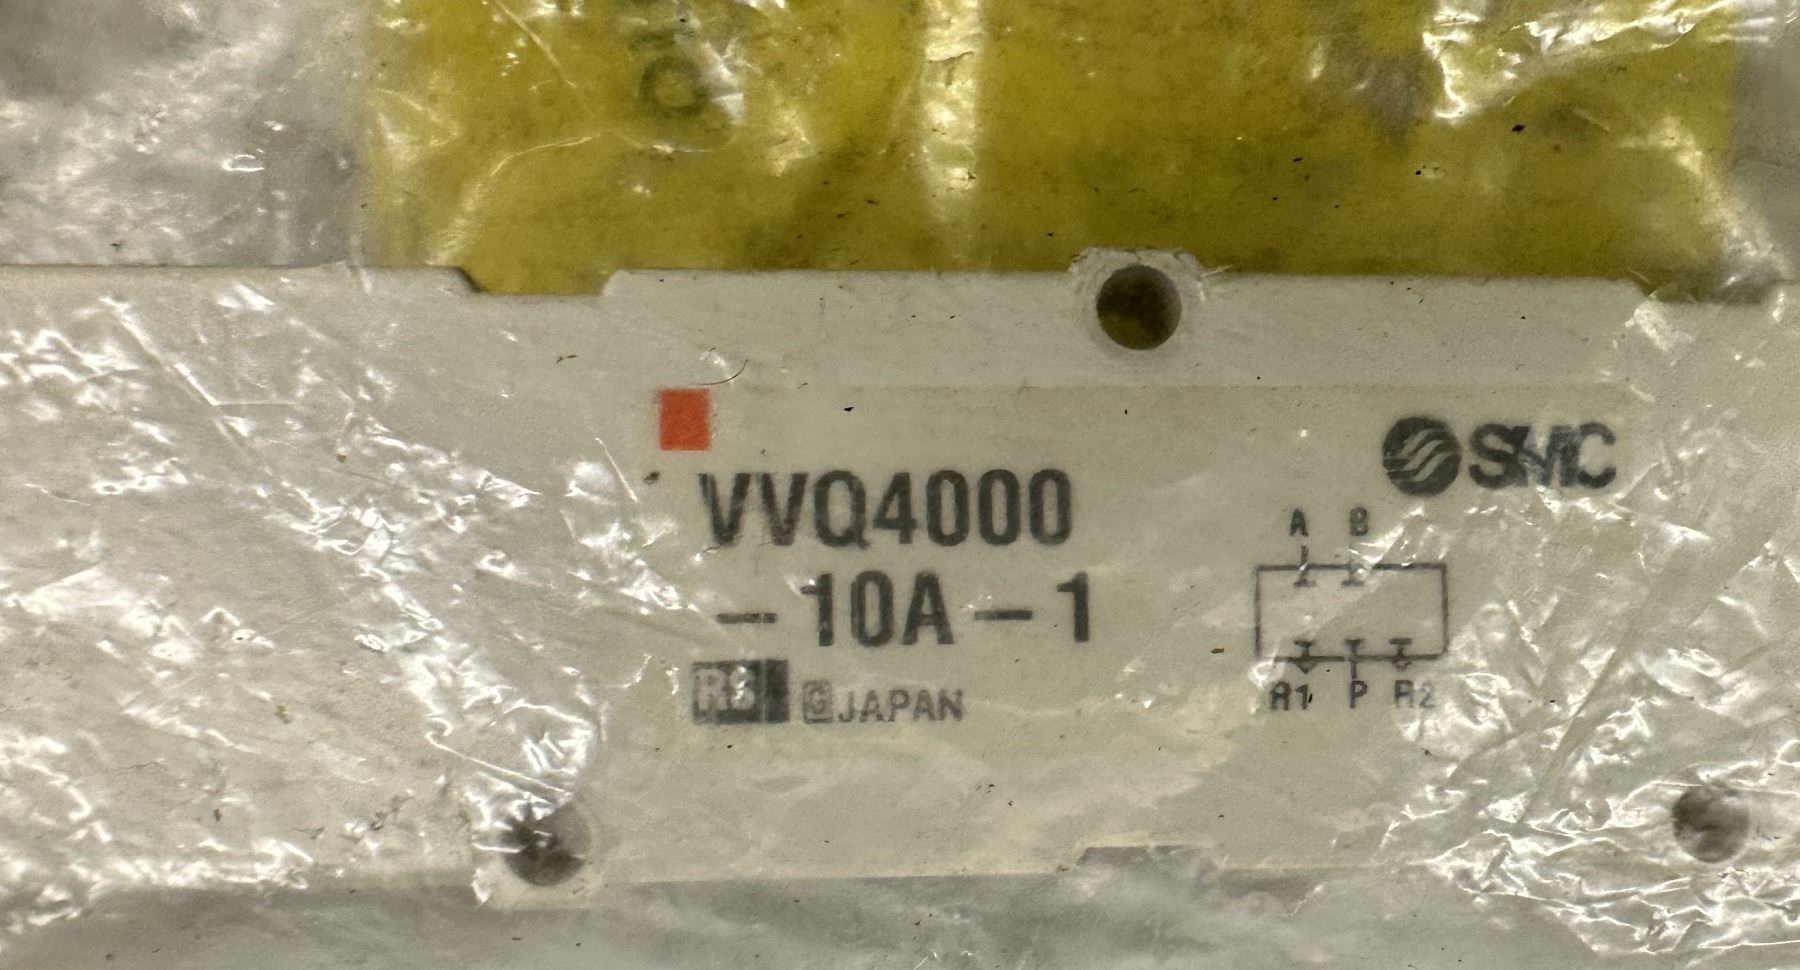 VVQ4000
-10A-1
JAPAN
SMC
A B
R1 P R2